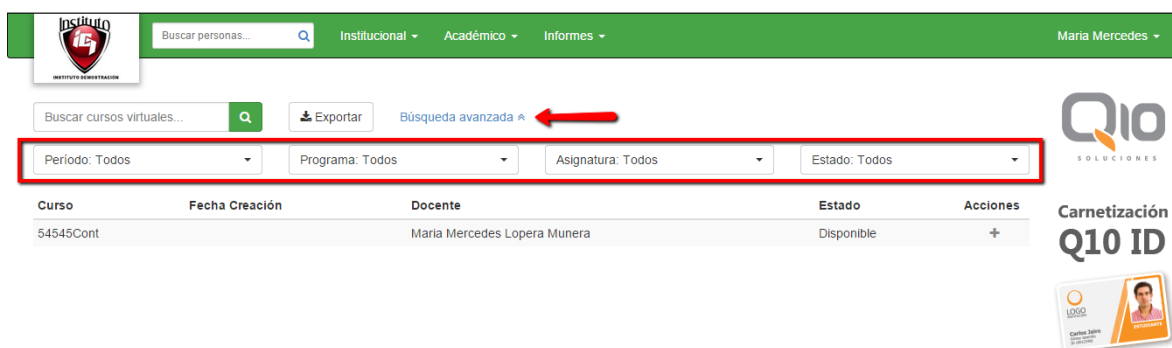 Instituto
INSTITUTO DEMOSTRACIÓN
Buscar personas...
Institucional
Académico
Informes
Maria Mercedes
Buscar cursos virtuales...
Exportar
Búsqueda avanzada
Período: Todos
Programa: Todos
Asignatura: Todos
Estado: Todos
Q10
SOLUCIONES
Curso Fecha Creación Docente Estado Acciones
54545Cont Maria Mercedes Lopera Munera Disponible
Carnetización
Q10 ID
LOGO
Carlos Jairo
ESTUDIANTE